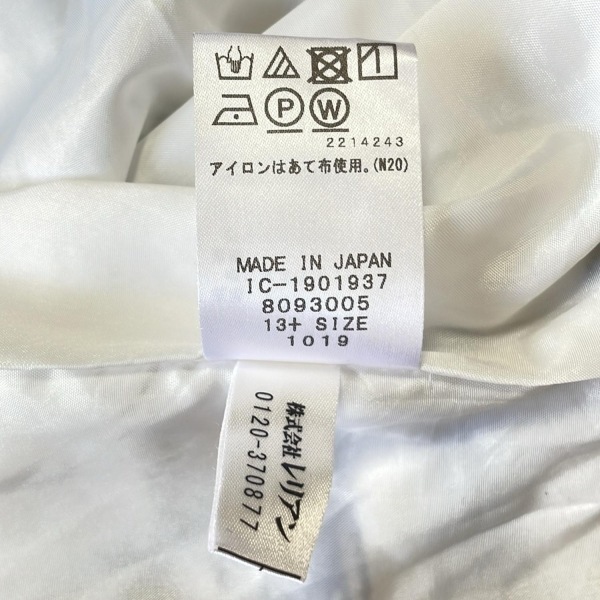 P W
2214243
アイロンはあて布使用。(N20)
MADE IN JAPAN
IC-1901937
8093005
13+ SIZE
1019
株式会社レリアン
0120-370877